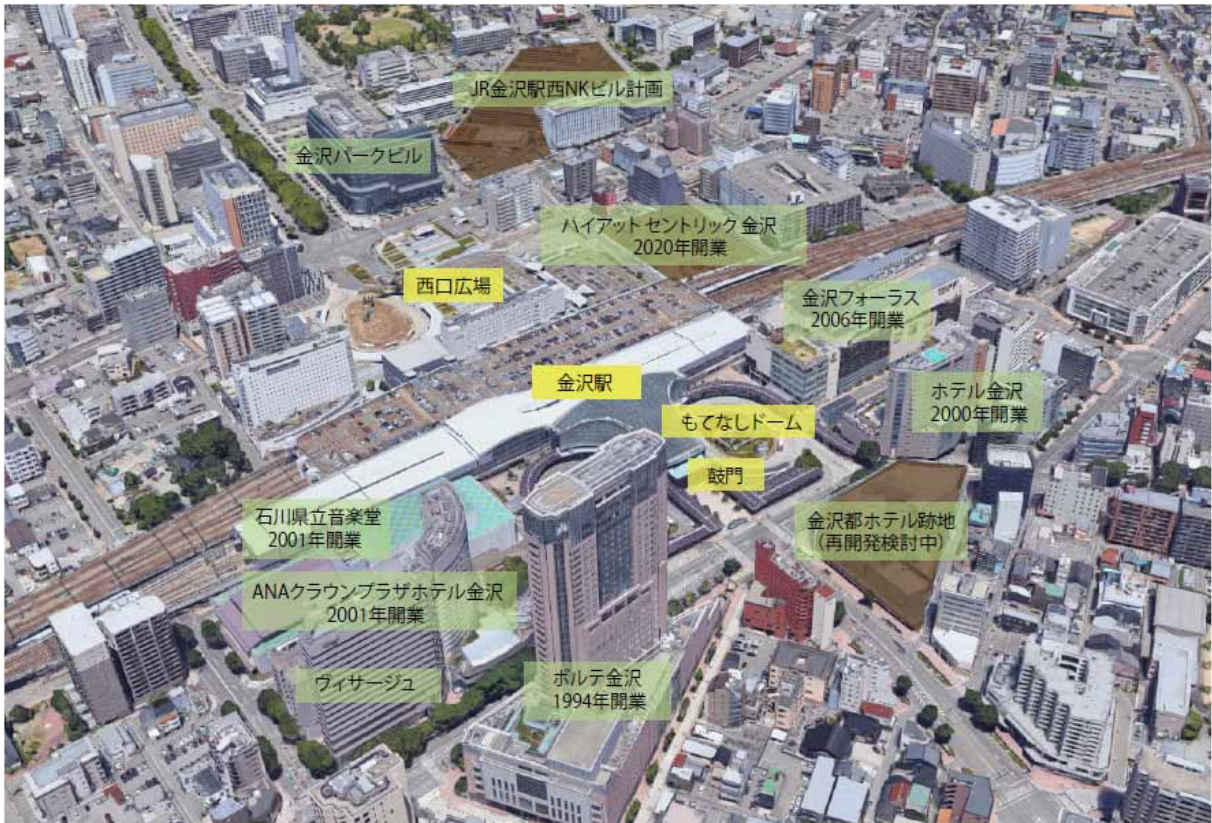 JR金沢駅西NKビル計画
金沢パークビル
ハイアット セントリック 金沢
2020年開業
西口広場
金沢フォーラス
2006年開業
金沢駅
ホテル金沢
2000年開業
もてなしドーム
鼓門
石川県立音楽堂
2001年開業
金沢都ホテル跡地
（再開発検討中）
ANAクラウンプラザホテル金沢
2001年開業
ヴィサージュ
ポルテ金沢
1994年開業